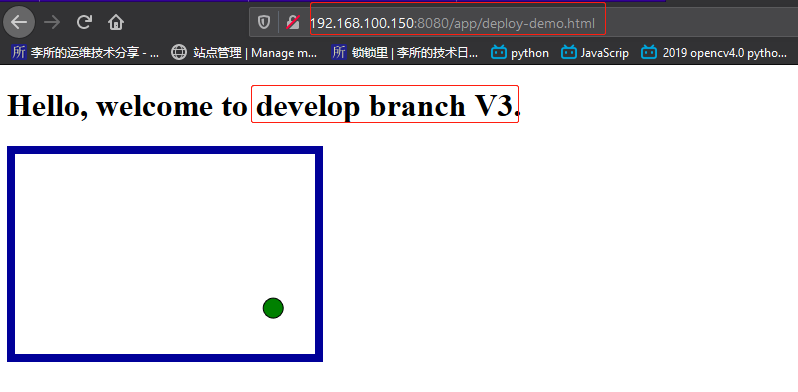 192.168.100.150:8080/app/deploy-demo.html
李所的运维技术分享 - ... 站点管理 | Manage m... 锁锁里 | 李所的技术日... python JavaScrip 2019 opencv4.0 pytho...
Hello, welcome to develop branch V3.